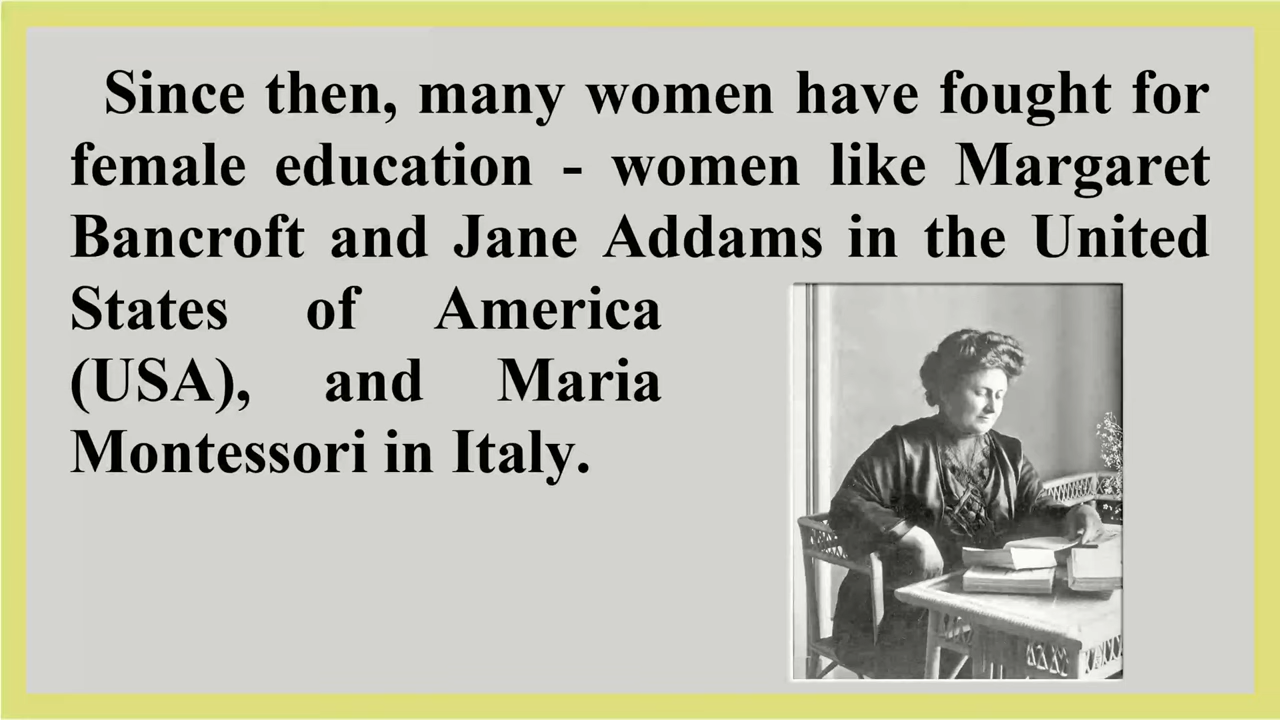 Since then, many women have fought for
female education - women like Margaret
Bancroft and Jane Addams in the United
States of America
(USA), and Maria
Montessori in Italy.